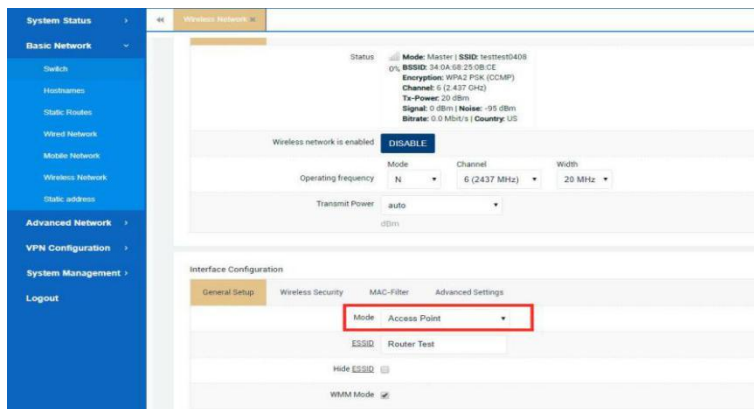 System Status
Basic Network
Switch
Hostnames
Static Routes
Wired Network
Mobile Network
Wireless Network
Static address
Advanced Network
VPN Configuration
System Management
Logout
Wireless Network
Status
Mode: Master | SSID: testtest0408
0% BSSID: 34:0A:68:25:0B:CE
Encryption: WPA2 PSK (CCMP)
Channel: 6 (2.437 GHz)
Tx-Power: 20 dBm
Signal: 0 dBm | Noise: -95 dBm
Bitrate: 0.0 Mbit/s | Country: US
Wireless network is enabled DISABLE
Mode Channel Width
Operating frequency N 6 (2437 MHz) 20 MHz
Transmit Power auto
dBm
Interface Configuration
General Setup Wireless Security MAC-Filter Advanced Settings
Mode Access Point
ESSID Router Test
Hide ESSID
WMM Mode